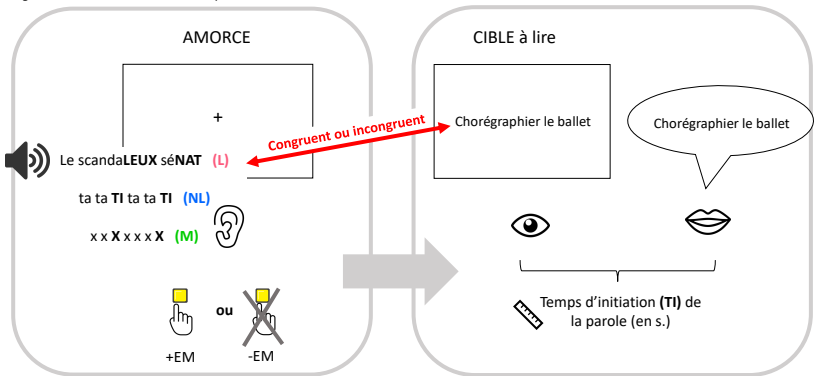 AMORCE
+
Le scandaLEUX séNAT (L)
ta ta TI ta ta TI (NL)
x x X x x x X (M)
ou
+EM -EM
Congruent ou incongruent
CIBLE à lire
Chorégraphier le ballet
Chorégraphier le ballet
Temps d’initiation (TI) de
la parole (en s.)